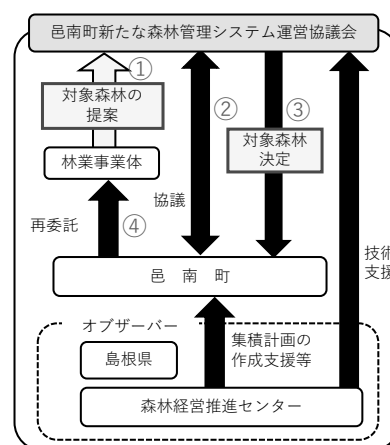 邑南町新たな森林管理システム運営協議会
①
対象森林の
提案
②
③
対象森林
決定
林業事業体
再委託
④
協議
技術
支援
邑 南 町
オブザーバー
島根県
集積計画の
作成支援等
森林経営推進センター